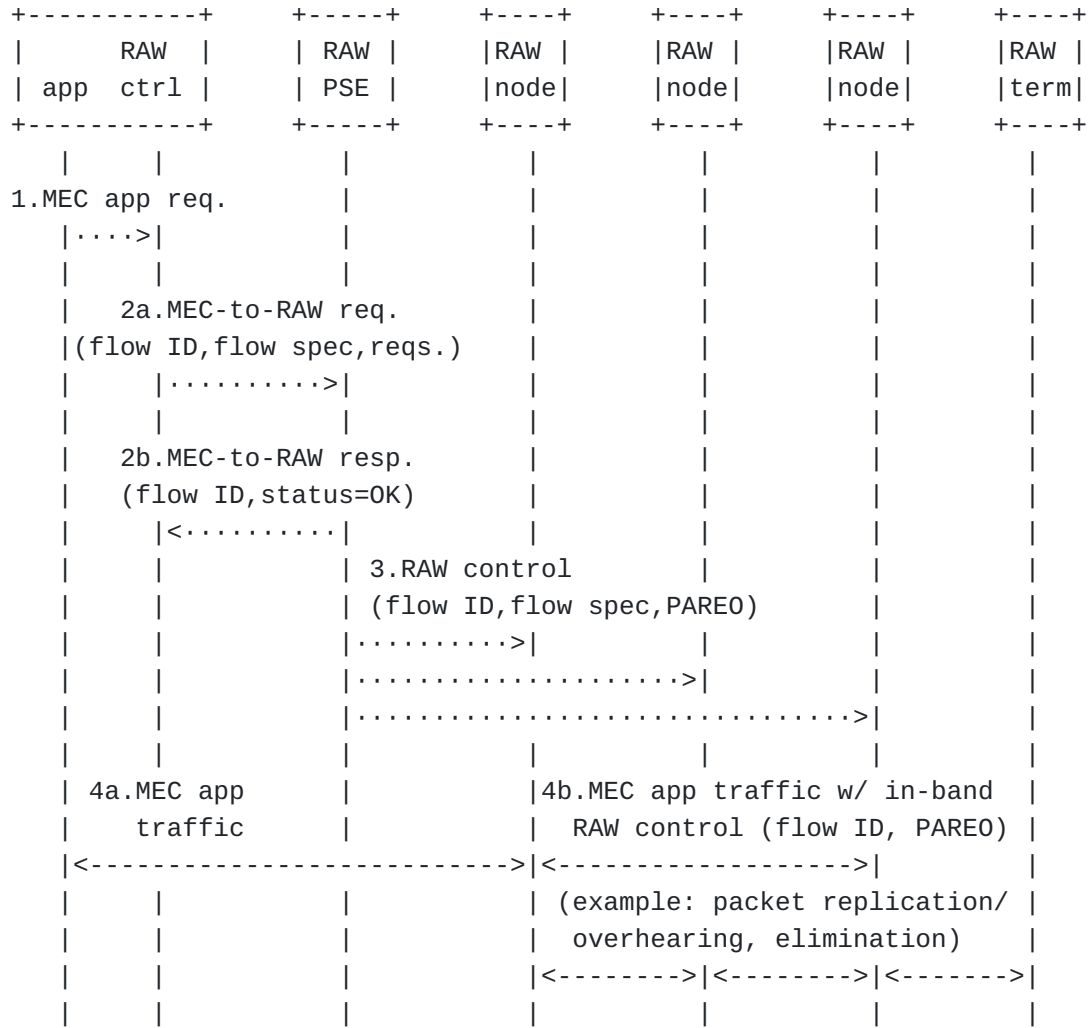 RAW RAW RAW RAW RAW RAW
app ctrl PSE node node node term
1.MEC app req.
2a.MEC-to-RAW req.
(flow ID,flow spec,reqs.)
2b.MEC-to-RAW resp.
(flow ID,status=OK)
3.RAW control
(flow ID,flow spec,PAREO)
4a.MEC app 4b.MEC app traffic w/ in-band
traffic RAW control (flow ID, PAREO)
(example: packet replication/
overhearing, elimination)